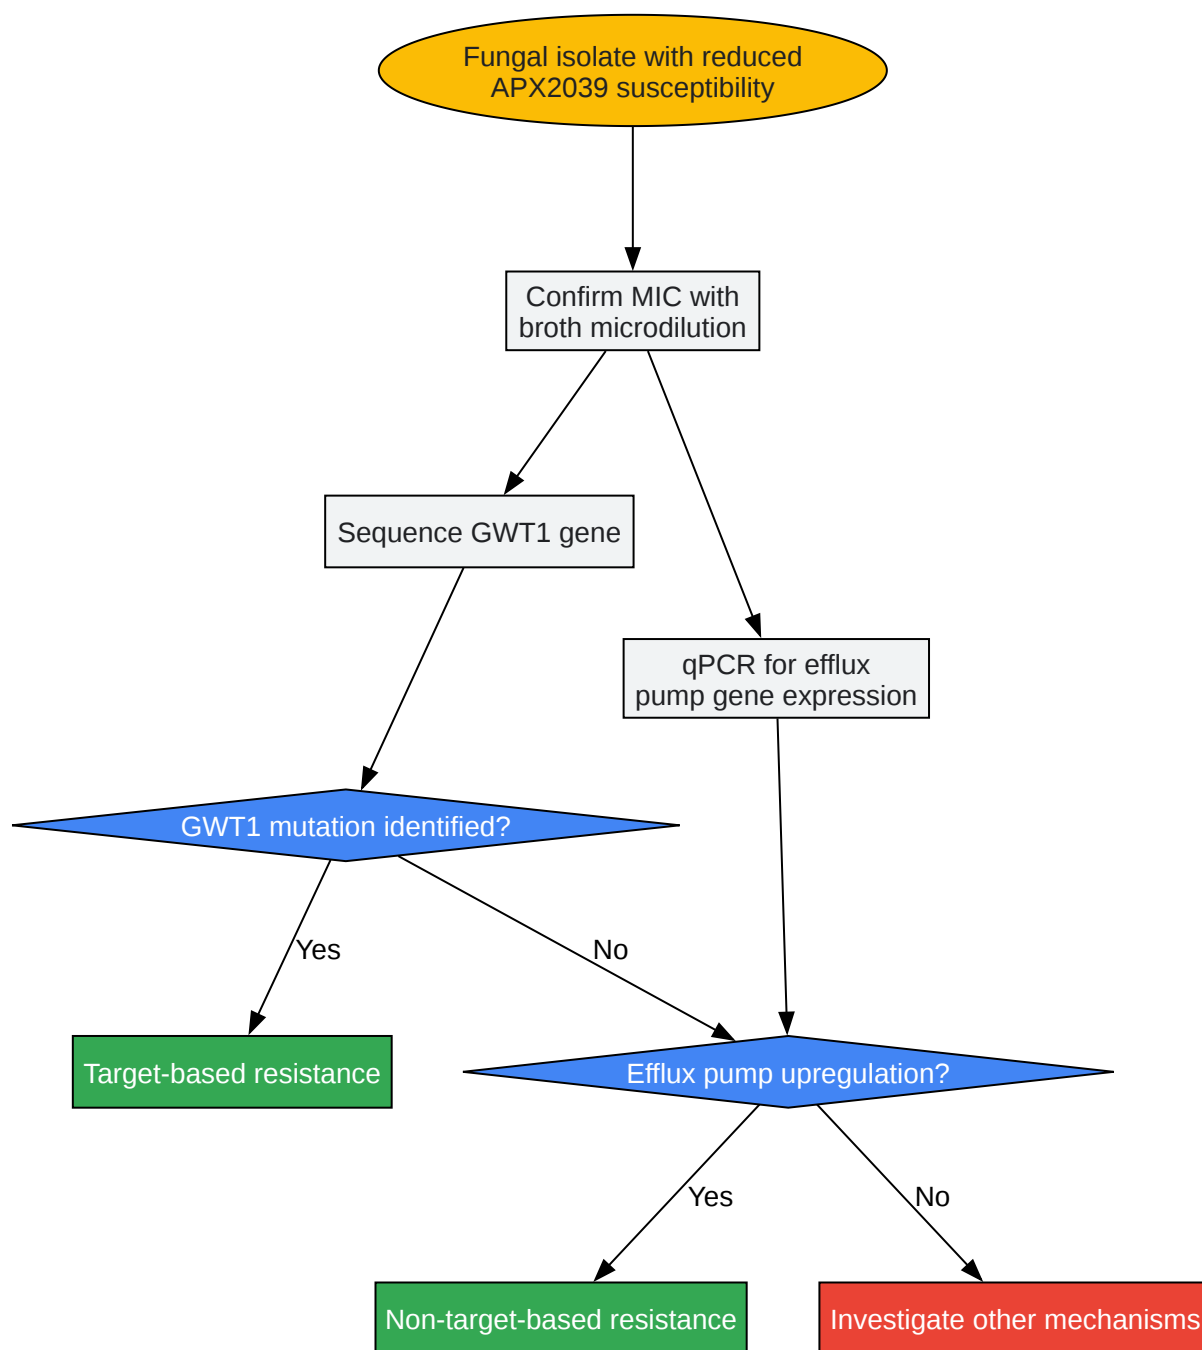 Fungal isolate with reduced
APX2039 susceptibility
Confirm MIC with
broth microdilution
Sequence GWT1 gene
qPCR for efflux
pump gene expression
GWT1 mutation identified?
Yes
No
Target-based resistance
Efflux pump upregulation?
Yes
No
Non-target-based resistance
Investigate other mechanisms